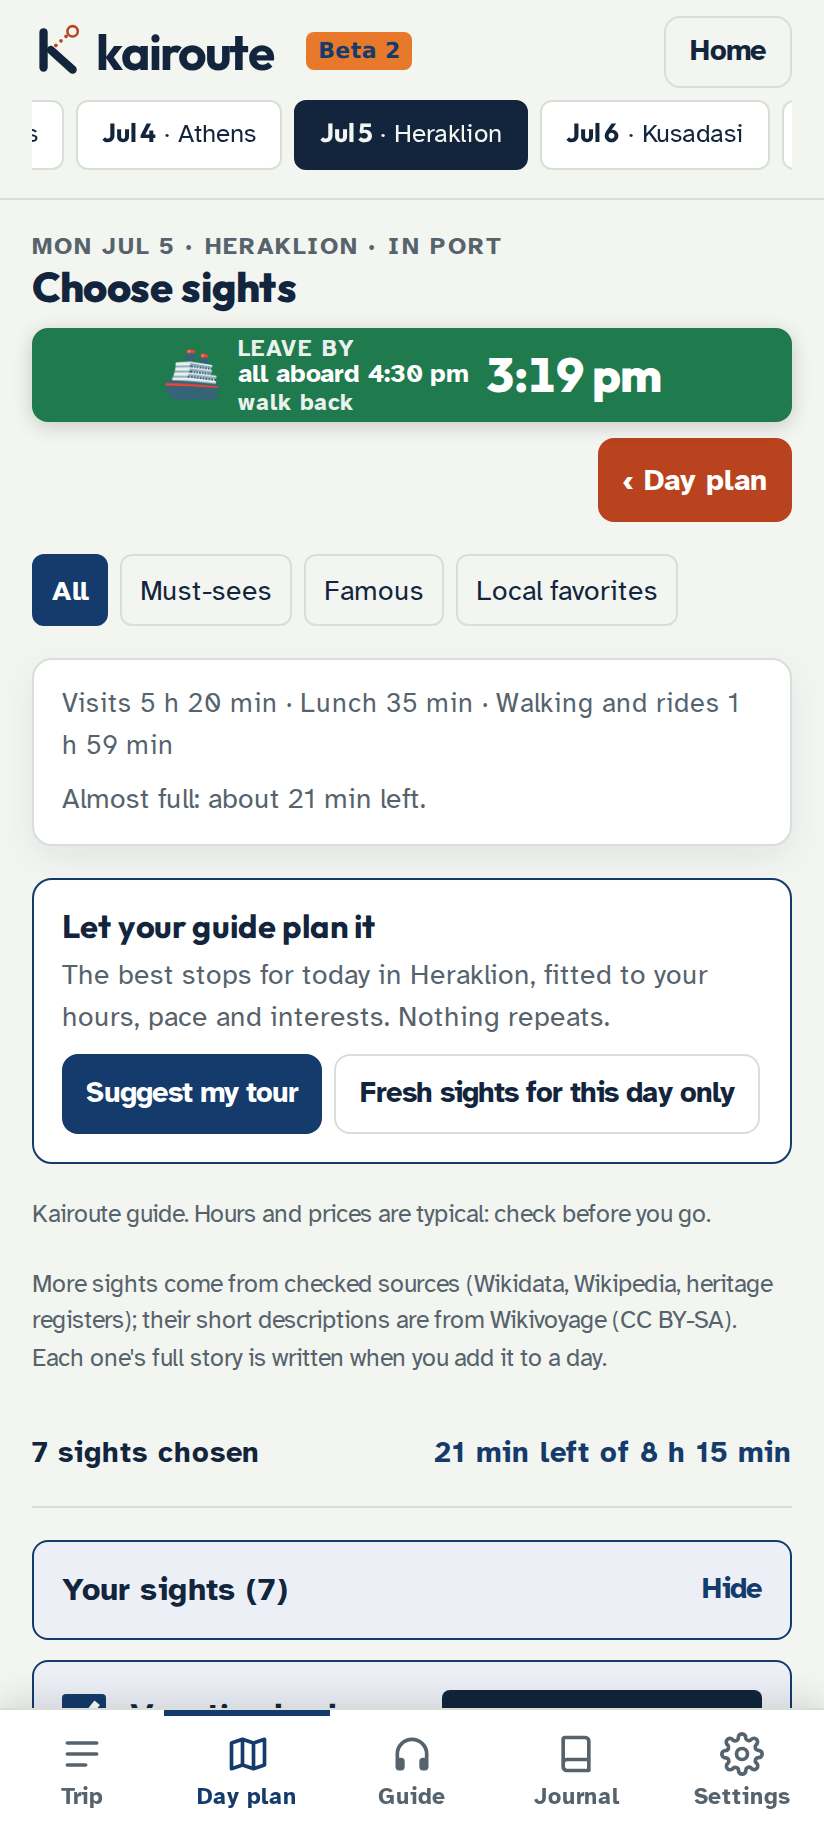 kairoute
Beta 2
Home
s
Jul 4 · Athens
Jul 5 · Heraklion
Jul 6 · Kusadasi
MON JUL 5 · HERAKLION · IN PORT
Choose sights
LEAVE BY
all aboard 4:30 pm
walk back
3:19 pm
‹ Day plan
All
Must-sees
Famous
Local favorites
Visits 5 h 20 min · Lunch 35 min · Walking and rides 1
h 59 min
Almost full: about 21 min left.
Let your guide plan it
The best stops for today in Heraklion, fitted to your
hours, pace and interests. Nothing repeats.
Suggest my tour
Fresh sights for this day only
Kairoute guide. Hours and prices are typical: check before you go.
More sights come from checked sources (Wikidata, Wikipedia, heritage
registers); their short descriptions are from Wikivoyage (CC BY-SA).
Each one's full story is written when you add it to a day.
7 sights chosen
21 min left of 8 h 15 min
Your sights (7)
Hide
Trip
Day plan
Guide
Journal
Settings